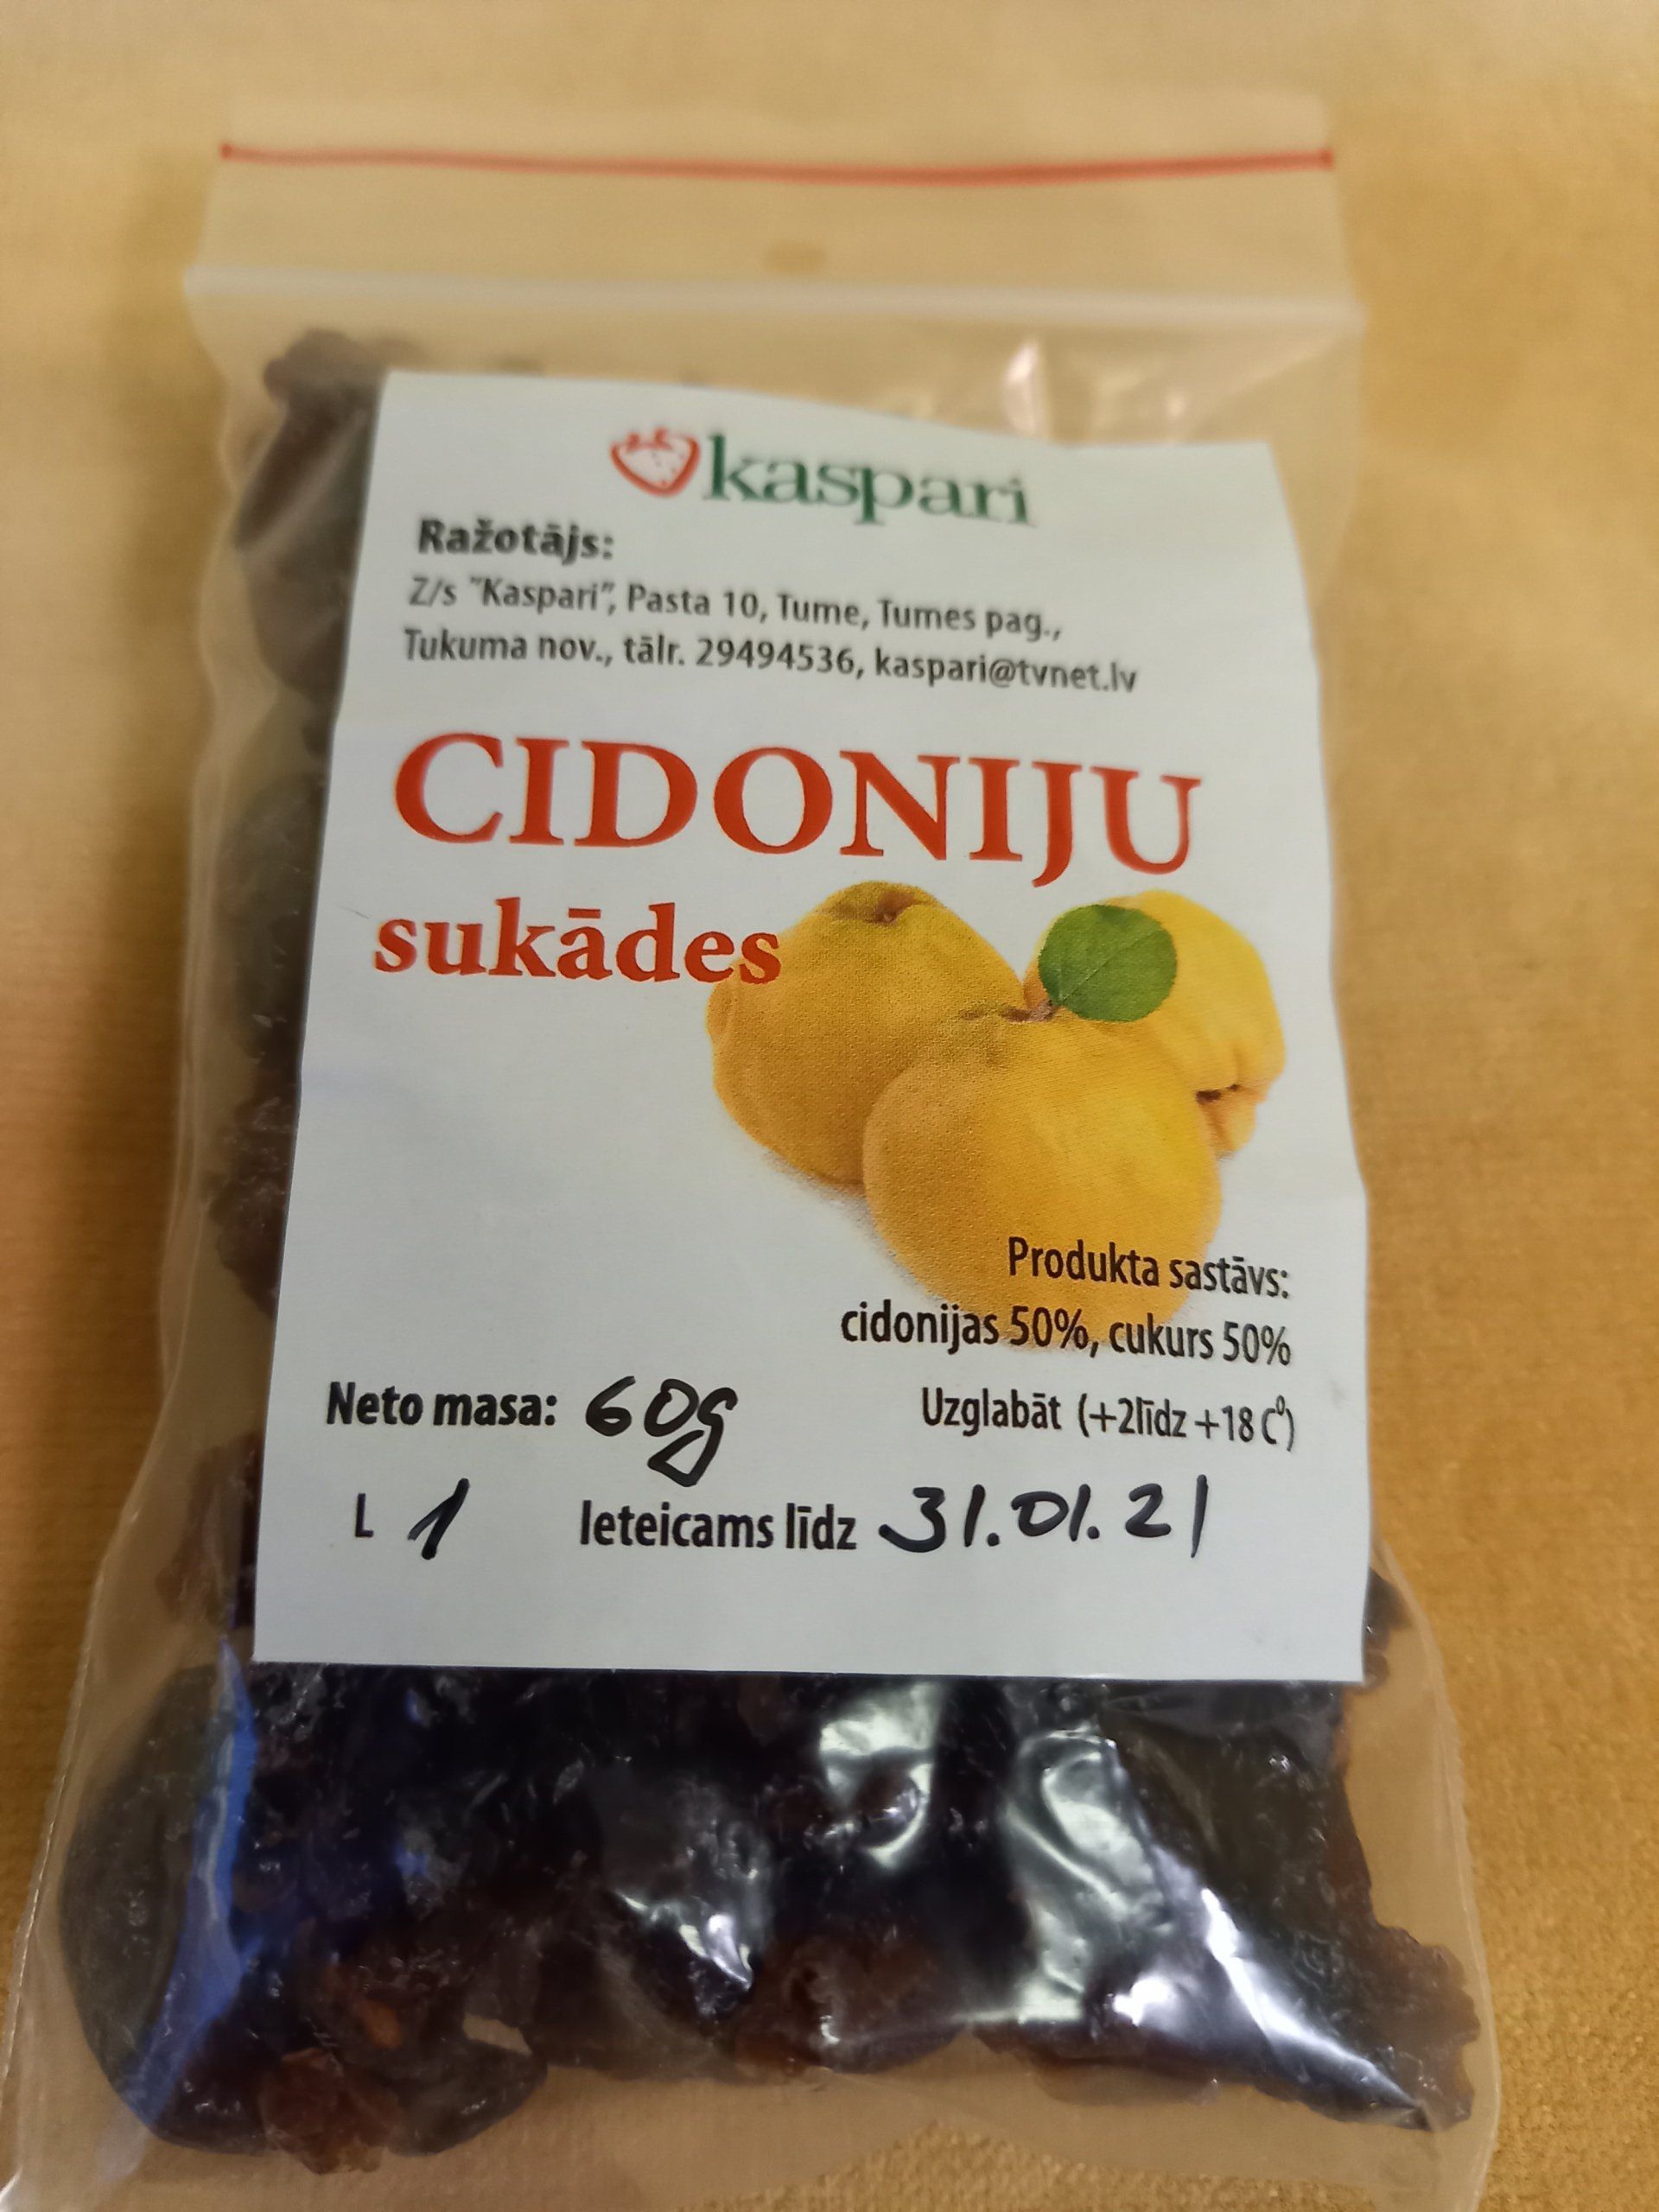 kaspari
Ražotājs:
Z/s "Kaspari", Pasta 10, Tume, Tumes pag.,
Tukuma nov., tālr. 29494536, kaspari@tvnet.lv
CIDONIJU
sukādes
Produkta sastāvs:
cidonijas 50%, cukurs 50%
Neto masa: 60g
Uzglabāt (+2līdz +18 C⁰)
L 1 Ieteicams līdz 31.01.21